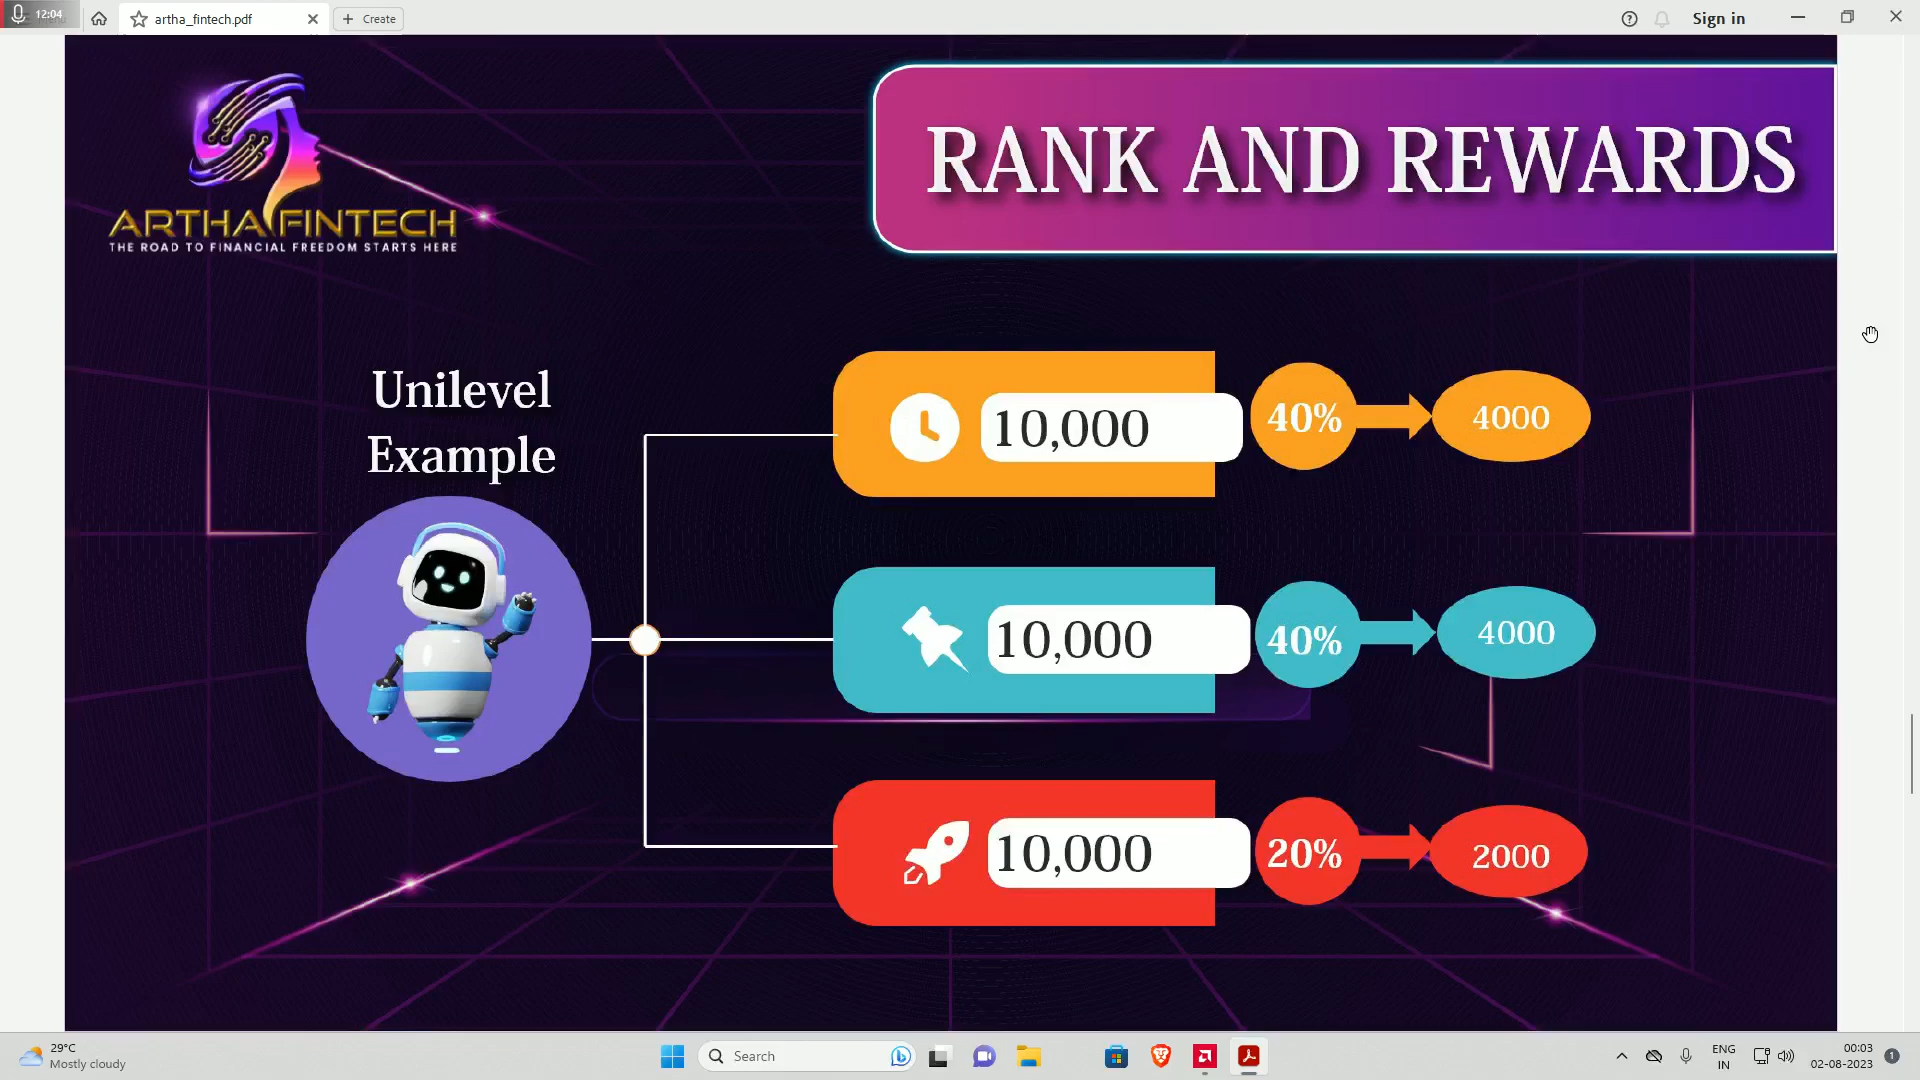 12:04
artha_fintech.pdf
Create
Sign in
RANK AND REWARDS
ARTHA FINTECH
THE ROAD TO FINANCIAL FREEDOM STARTS HERE
Unilevel
Example
10,000
40%
4000
10,000
40%
4000
10,000
20%
2000
29°C
Mostly cloudy
Search
ENG
IN
00:03
02-08-2023
1